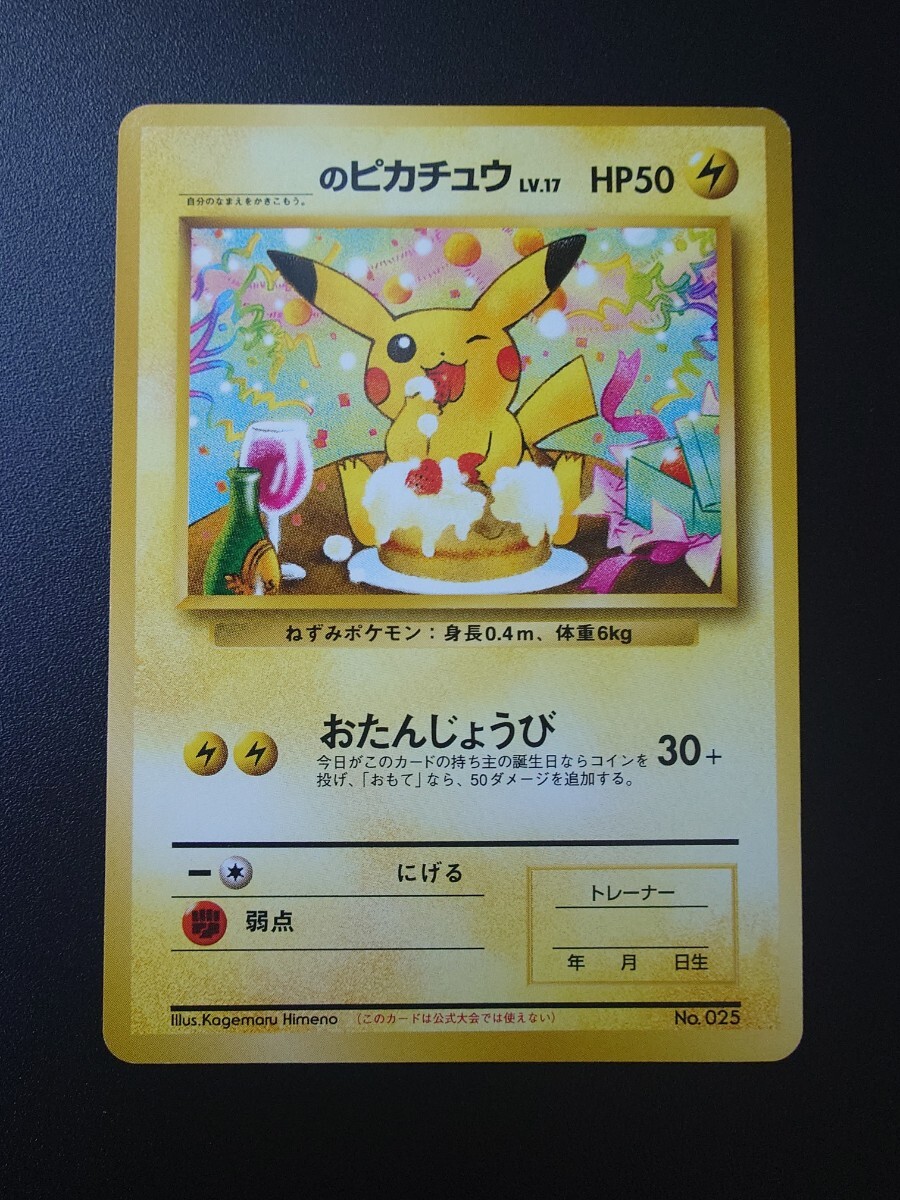 のピカチュウ LV.17 HP50
自分のなまえをかきこもう。
ねずみポケモン：身長0.4m、体重6kg
おたんじょうび 30+
今日がこのカードの持ち主の誕生日ならコインを
投げ、「おもて」なら、50ダメージを追加する。
にげる
弱点
トレーナー
年 月 日生
Illus.Kagemaru Himeno （このカードは公式大会では使えない） No.025